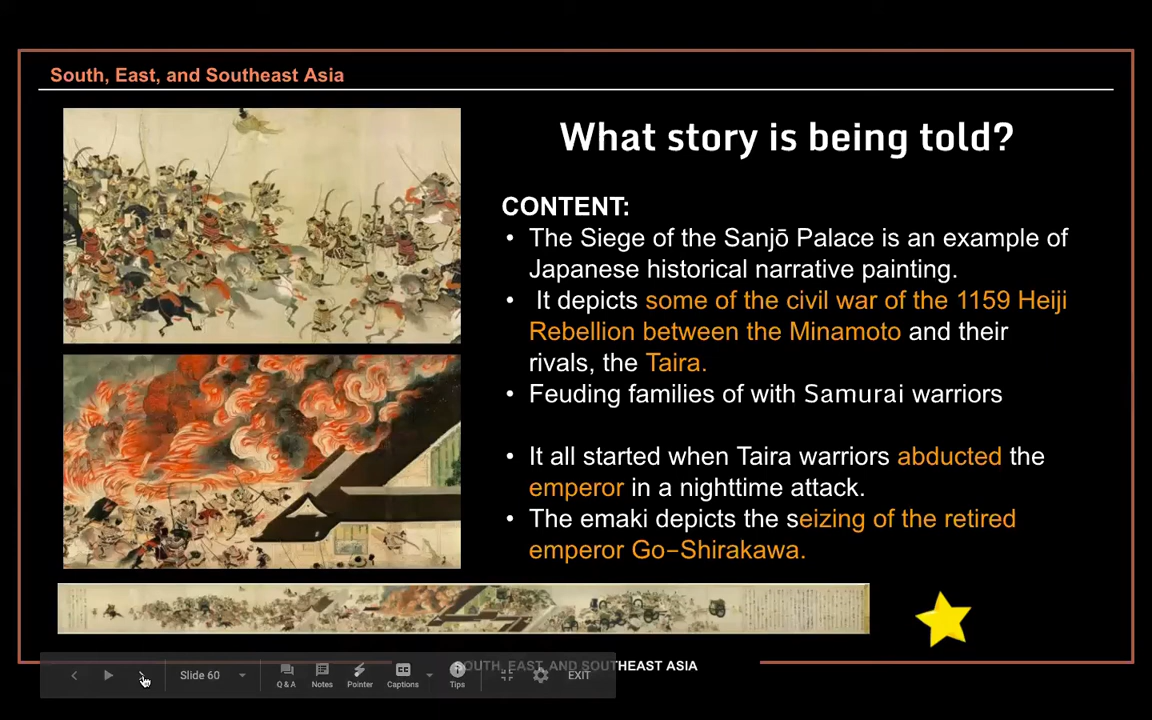 South, East, and Southeast Asia
What story is being told?
CONTENT:
• The Siege of the Sanjō Palace is an example of
Japanese historical narrative painting.
• It depicts some of the civil war of the 1159 Heiji
Rebellion between the Minamoto and their
rivals, the Taira.
• Feuding families of with Samurai warriors
• It all started when Taira warriors abducted the
emperor in a nighttime attack.
• The emaki depicts the seizing of the retired
emperor Go–Shirakawa.
SOUTH, EAST, AND SOUTHEAST ASIA
Slide 60
Q & A
Notes
Pointer
CC
Captions
Tips
EXIT